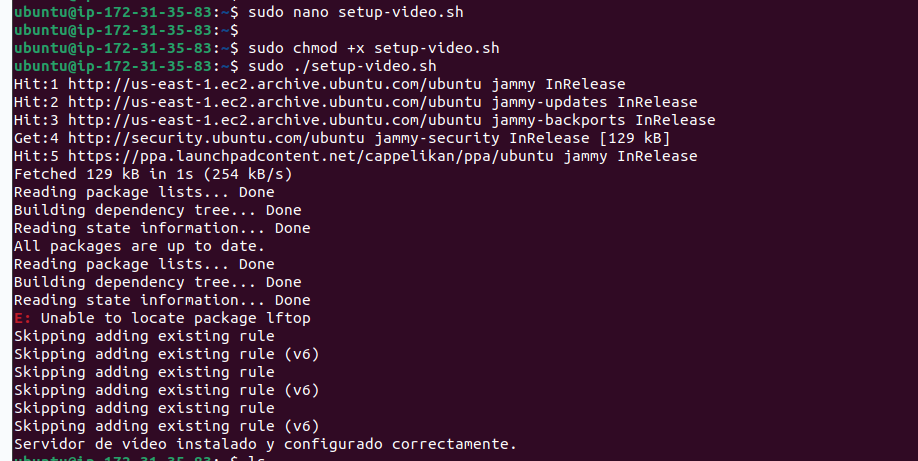 ubuntu@ip-172-31-35-83:~$ sudo nano setup-video.sh
ubuntu@ip-172-31-35-83:~$
ubuntu@ip-172-31-35-83:~$ sudo chmod +x setup-video.sh
ubuntu@ip-172-31-35-83:~$ sudo ./setup-video.sh
Hit:1 http://us-east-1.ec2.archive.ubuntu.com/ubuntu jammy InRelease
Hit:2 http://us-east-1.ec2.archive.ubuntu.com/ubuntu jammy-updates InRelease
Hit:3 http://us-east-1.ec2.archive.ubuntu.com/ubuntu jammy-backports InRelease
Get:4 http://security.ubuntu.com/ubuntu jammy-security InRelease [129 kB]
Hit:5 https://ppa.launchpadcontent.net/cappelikan/ppa/ubuntu jammy InRelease
Fetched 129 kB in 1s (254 kB/s)
Reading package lists... Done
Building dependency tree... Done
Reading state information... Done
All packages are up to date.
Reading package lists... Done
Building dependency tree... Done
Reading state information... Done
E: Unable to locate package lftop
Skipping adding existing rule
Skipping adding existing rule (v6)
Skipping adding existing rule
Skipping adding existing rule (v6)
Skipping adding existing rule
Skipping adding existing rule (v6)
Servidor de vídeo instalado y configurado correctamente.
ubuntu@ip-172-31-35-83:~$ ls